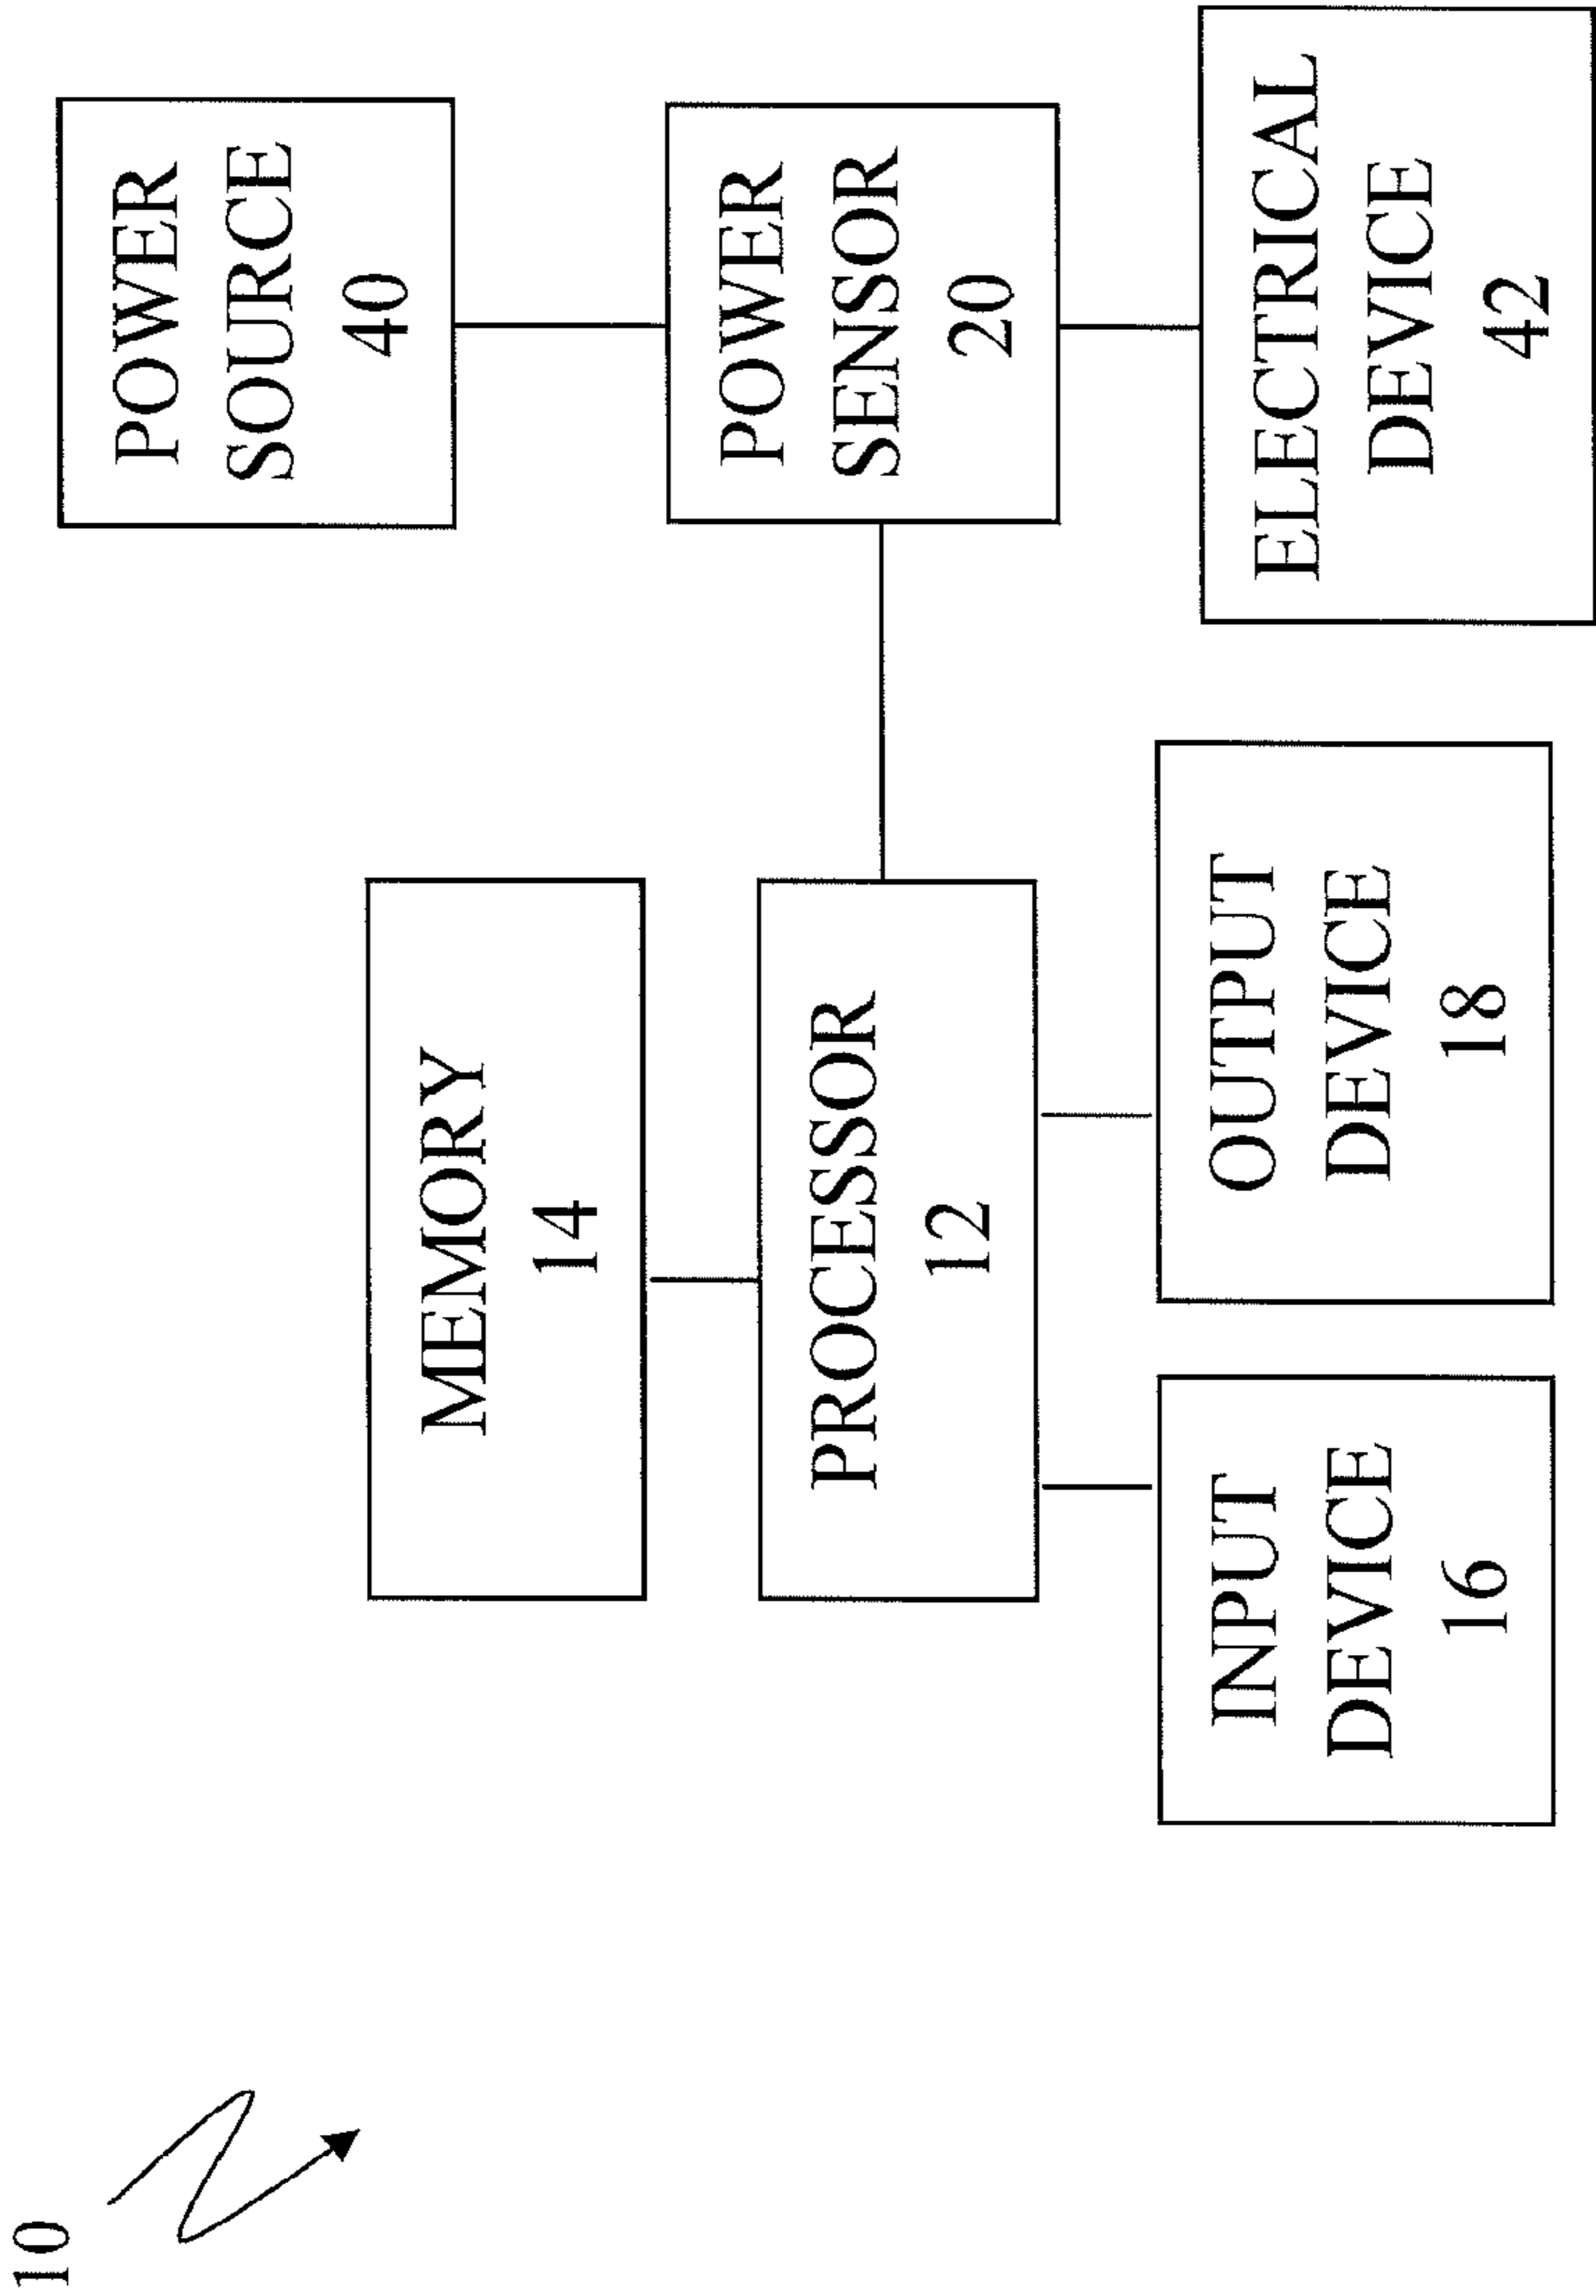 10
MEMORY
14
PROCESSOR
12
INPUT
DEVICE
16
OUTPUT
DEVICE
18
POWER
SOURCE
40
POWER
SENSOR
20
ELECTRICAL
DEVICE
42